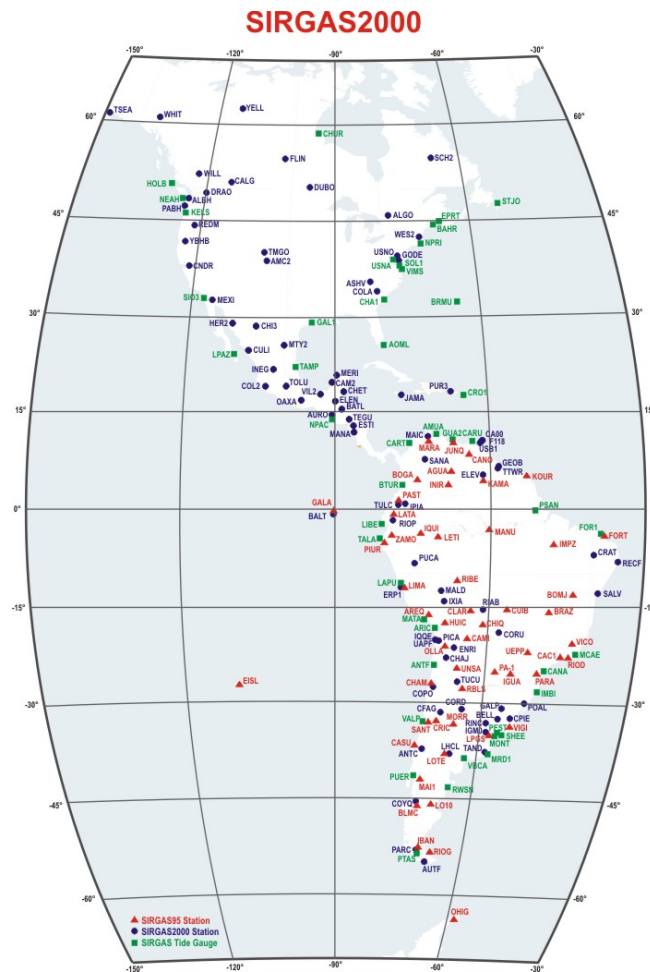 SIRGAS2000
-150° -120° -90° -60° -30°
TSEA
WHIT
YELL
60° 60°
CHUR
FLIN
SCH2
WILL
CALG
HOLB
DRAO
DUBO
NEAH
ALBH
PABH
KELS
STJO
45° 45°
REDM
ALGO
EPRT
BAHR
WES2
NPRI
YBHB
TMGO
AMC2
USNO
GODE
CNDR
USNA
SOL1
VIMS
ASHV
COLA
SIO3
MEXI
CHA1
BRMU
30° 30°
HER2
CHI3
GAL1
LPAZ
CULI
MTY2
AOML
INEG
TAMP
MERI
COL2
TOLU
CAM2
VIL2
CHET
PUR3
OAXA
ELEN
JAMA
CRO1
BATL
15° 15°
AURO
TEGU
NPAC
ESTI
MANA
AMUA
MAIC
GUA2
CARU
CA00
F118
CART
MARA
JUNQ
USB1
CANO
SANA
GEOB
AGUA
ELEV
TTWR
BOGA
KOUR
BTUR
INIR
KAMA
PAST
GALA
TULC
IPIA
PSAN
0° 0°
BALT
LATA
RIOP
LIBE
IQUI
MANU
FOR1
TALA
ZAMO
LETI
FORT
PIUR
IMPZ
CRAT
PUCA
RECF
LAPU
RIBE
LIMA
ERP1
MALD
BOMJ
SALV
IXIA
RIAB
-15° -15°
AREQ
CLAR
CUIB
BRAZ
MATA
HUIC
ARIC
CHIQ
CORU
IQQE
PICA
CAMI
UAPF
VICO
OLLA
ENRI
UEPP
CAC1
MCAE
CHAJ
RIOD
ANTF
UNSA
PA-1
CANA
IGUA
PARA
EISL
CHAM
TUCU
COPO
RBLS
IMBI
-30° -30°
CFAG
CORD
GALP
POAL
MORR
BELL
VALP
RINC
CPIE
SANT
CRIC
IGM0
PEST
VIGI
LPGS
SHEE
CASU
MONT
ANTC
LHCL
TAND
LOTE
VBCA
MRD1
PUER
MAI1
RWSN
-45° -45°
COYQ
LO10
BLMC
IBAN
PARC
RIOG
PTAS
AUTF
-60° -60°
OHIG
SIRGAS95 Station
SIRGAS2000 Station
SIRGAS Tide Gauge
-150° -120° -90° -60° -30°